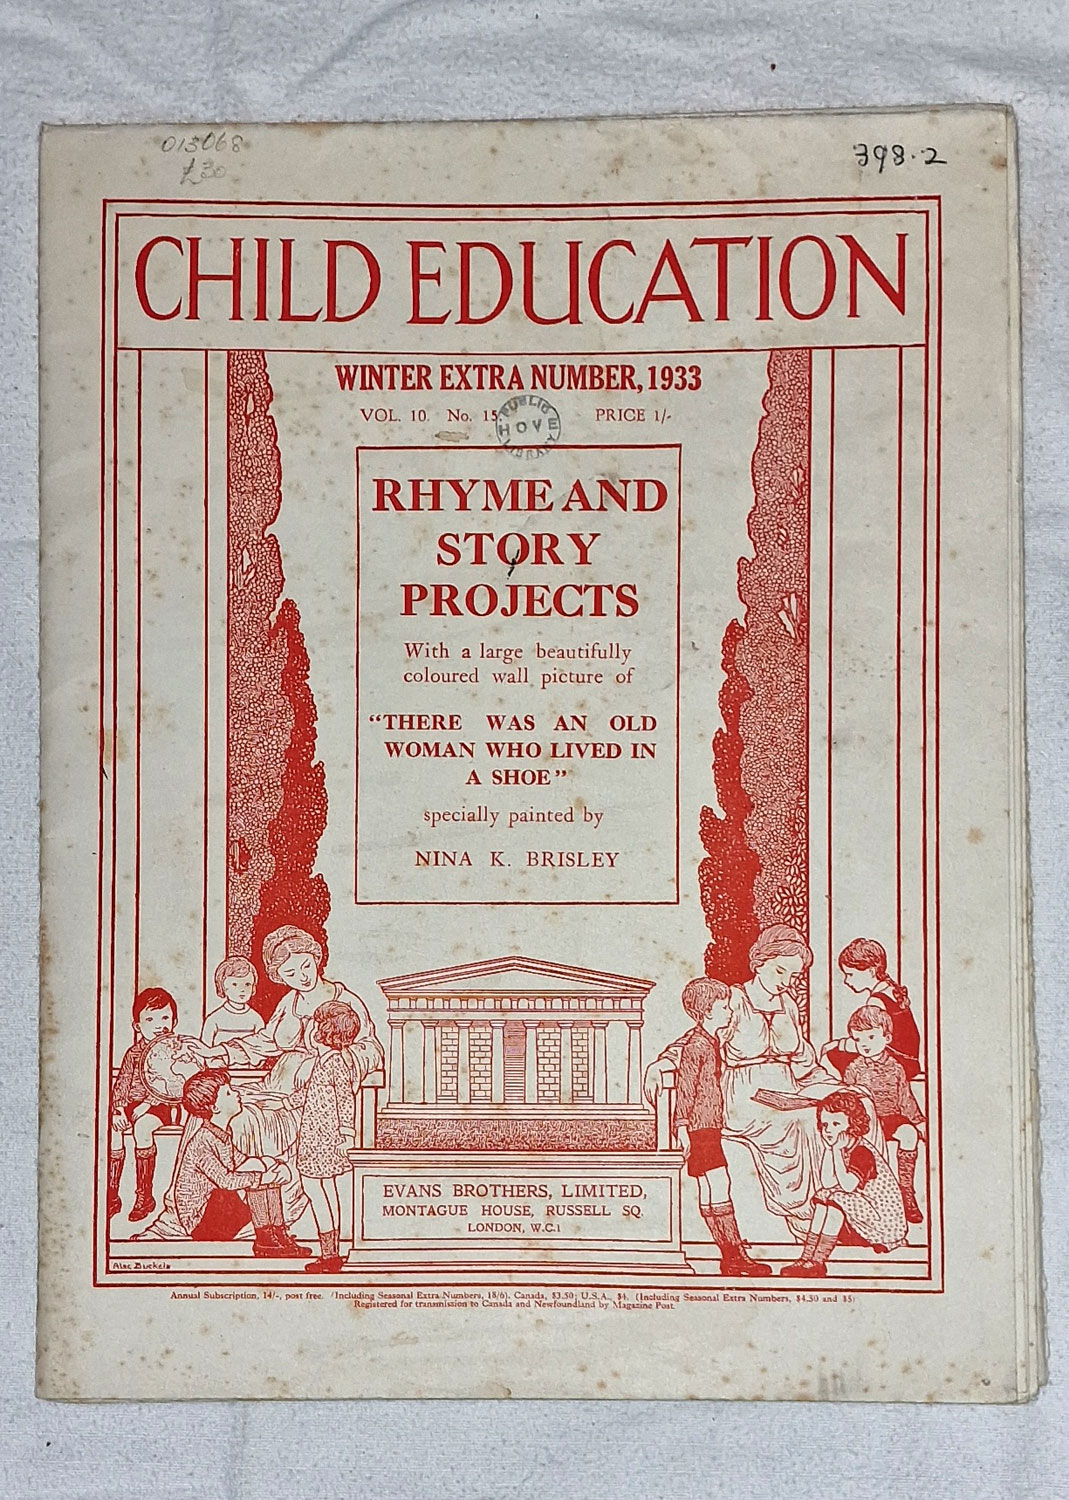 013068
£30
398.2
CHILD EDUCATION
WINTER EXTRA NUMBER, 1933
VOL. 10. No. 15. PRICE 1/-
PUBLIC
HOVE
LIBRARY
RHYME AND
STORY
PROJECTS
With a large beautifully
coloured wall picture of
“THERE WAS AN OLD
WOMAN WHO LIVED IN
A SHOE”
specially painted by
NINA K. BRISLEY
EVANS BROTHERS, LIMITED,
MONTAGUE HOUSE, RUSSELL SQ.
LONDON, W.C.1
Alec Buckels
Annual Subscription, 14/-, post free. (Including Seasonal Extra Numbers, 18/6). Canada, $3.50; U.S.A., $4. (Including Seasonal Extra Numbers, $4.50 and $5)
Registered for transmission to Canada and Newfoundland by Magazine Post